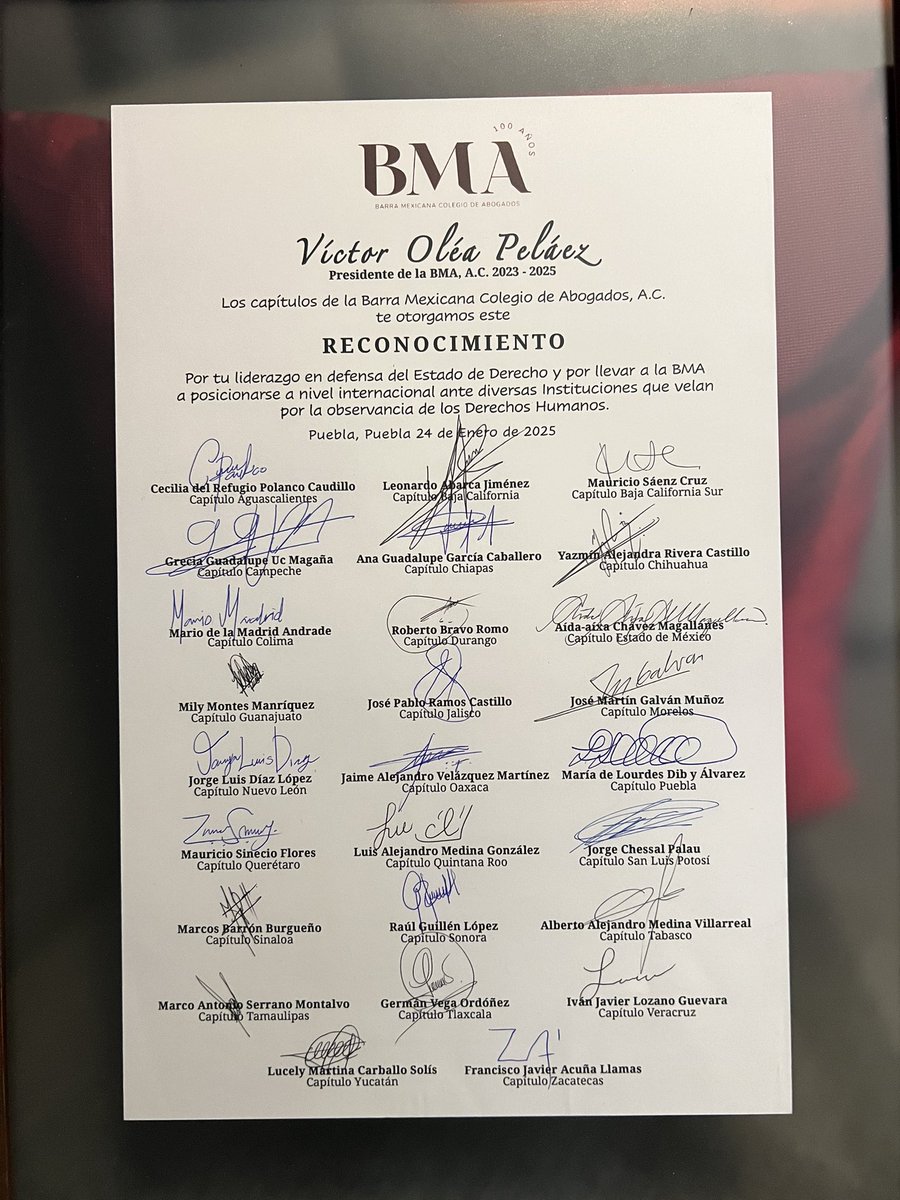 100 AÑOS
BMA
BARRA MEXICANA COLEGIO DE ABOGADOS
Víctor Oléa Peláez
Presidente de la BMA, A.C. 2023 - 2025
Los capítulos de la Barra Mexicana Colegio de Abogados, A.C.
te otorgamos este
RECONOCIMIENTO
Por tu liderazgo en defensa del Estado de Derecho y por llevar a la BMA
a posicionarse a nivel internacional ante diversas Instituciones que velan
por la observancia de los Derechos Humanos.
Puebla, Puebla 24 de Enero de 2025
Cecilia del Refugio Polanco Caudillo
Capítulo Aguascalientes
Leonardo Abarca Jiménez
Capítulo Baja California
Mauricio Sáenz Cruz
Capítulo Baja California Sur
Grecia Guadalupe Uc Magaña
Capítulo Campeche
Ana Guadalupe García Caballero
Capítulo Chiapas
Yazmín Alejandra Rivera Castillo
Capítulo Chihuahua
Mario Madrid
Mario de la Madrid Andrade
Capítulo Colima
Roberto Bravo Romo
Capítulo Durango
Aída-aixa Chávez Magallanes
Capítulo Estado de México
Mily Montes Manríquez
Capítulo Guanajuato
José Pablo Ramos Castillo
Capítulo Jalisco
José Martín Galván Muñoz
Capítulo Morelos
Jorge Luis Díaz López
Capítulo Nuevo León
Jaime Alejandro Velázquez Martínez
Capítulo Oaxaca
María de Lourdes Dib y Álvarez
Capítulo Puebla
Mauricio Sinecio Flores
Capítulo Querétaro
Luis Alejandro Medina González
Capítulo Quintana Roo
Jorge Chessal Palau
Capítulo San Luis Potosí
Marcos Barrón Burgueño
Capítulo Sinaloa
Raúl Guillén López
Capítulo Sonora
Alberto Alejandro Medina Villarreal
Capítulo Tabasco
Marco Antonio Serrano Montalvo
Capítulo Tamaulipas
Germán Vega Ordóñez
Capítulo Tlaxcala
Iván Javier Lozano Guevara
Capítulo Veracruz
Lucely Martina Carballo Solís
Capítulo Yucatán
Francisco Javier Acuña Llamas
Capítulo Zacatecas